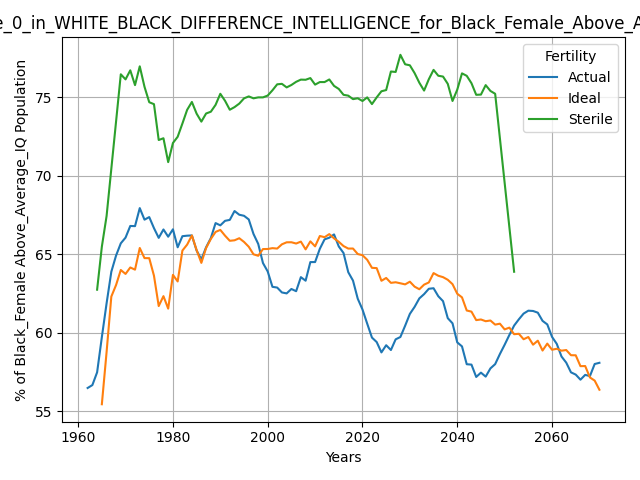 e_0_in_WHITE_BLACK_DIFFERENCE_INTELLIGENCE_for_Black_Female_Above_A
% of Black_Female Above_Average_IQ Population
75
70
65
60
55
1960
1980
2000
2020
2040
2060
Years
Fertility
Actual
Ideal
Sterile